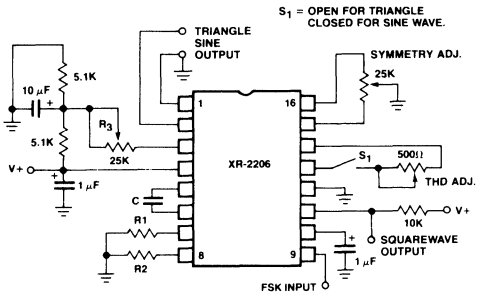 S1 = OPEN FOR TRIANGLE
CLOSED FOR SINE WAVE.
TRIANGLE
SINE
OUTPUT
SYMMETRY ADJ.
5.1K
10 μF
+
R3
25K
5.1K
V+
+
1 μF
C
R1
R2
1
16
XR-2206
8
9
25K
S1
500Ω
THD ADJ.
10K
V+
SQUAREWAVE
OUTPUT
+
1 μF
FSK INPUT